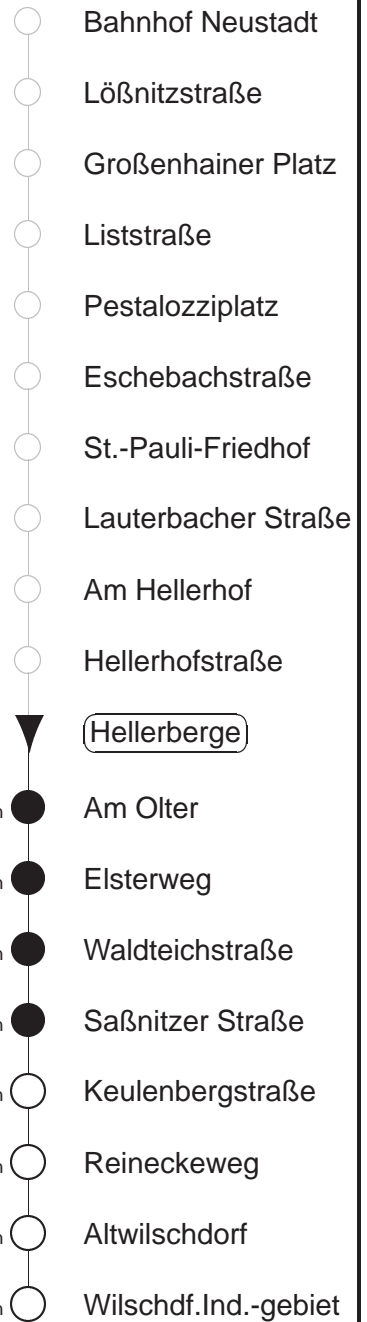 Bahnhof Neustadt
Lößnitzstraße
Großenhainer Platz
Liststraße
Pestalozziplatz
Eschebachstraße
St.-Pauli-Friedhof
Lauterbacher Straße
Am Hellerhof
Hellerhofstraße
Hellerberge
Am Olter
Elsterweg
Waldteichstraße
Saßnitzer Straße
Keulenbergstraße
Reineckeweg
Altwilschdorf
Wilschdf.Ind.-gebiet